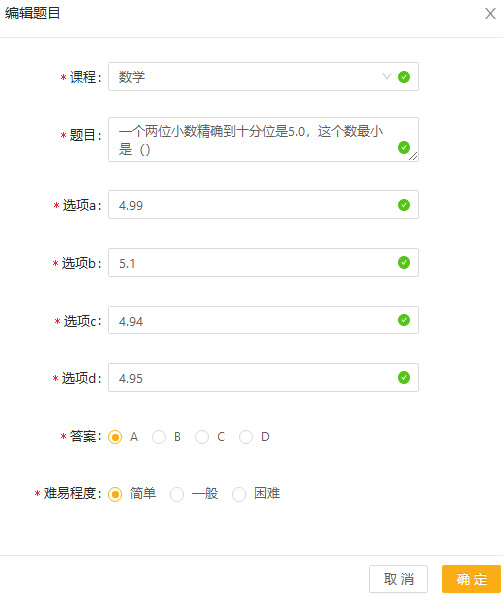 编辑题目
* 课程： 数学
* 题目： 一个两位小数精确到十分位是5.0，这个数最小
是（）
* 选项a： 4.99
* 选项b： 5.1
* 选项c： 4.94
* 选项d： 4.95
* 答案： A B C D
* 难易程度： 简单 一般 困难
取 消 确 定